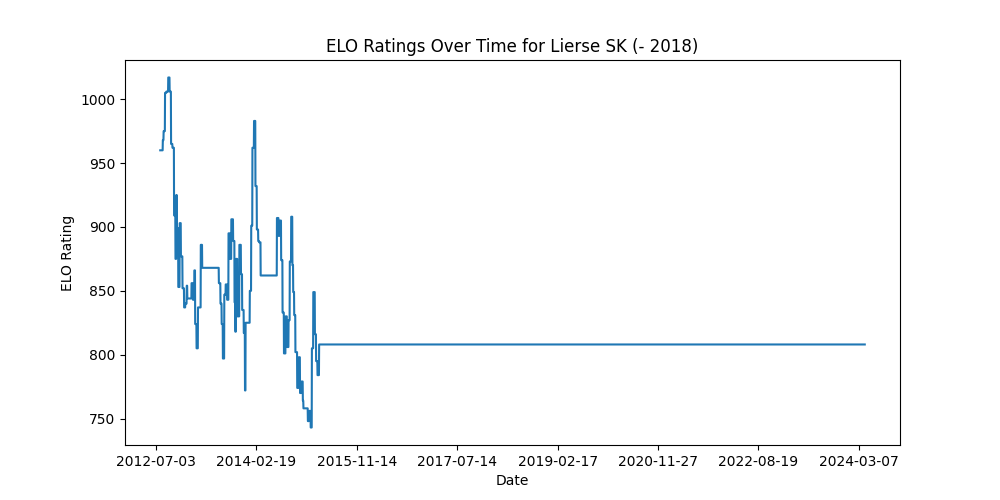 ELO Ratings Over Time for Lierse SK (- 2018)
1000
950
900
850
800
750
ELO Rating
2012-07-03 2014-02-19 2015-11-14 2017-07-14 2019-02-17 2020-11-27 2022-08-19 2024-03-07
Date